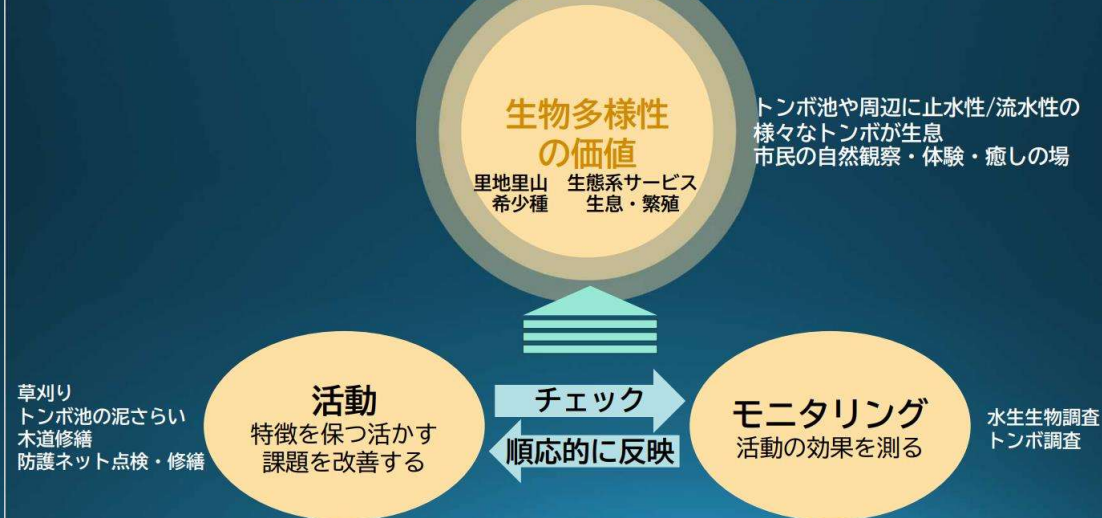 生物多様性
の価値
里地里山　生態系サービス
希少種　生息・繁殖
トンボ池や周辺に止水性/流水性の
様々なトンボが生息
市民の自然観察・体験・癒しの場
草刈り
トンボ池の泥さらい
木道修繕
防護ネット点検・修繕
活動
特徴を保つ活かす
課題を改善する
チェック
順応的に反映
モニタリング
活動の効果を測る
水生生物調査
トンボ調査